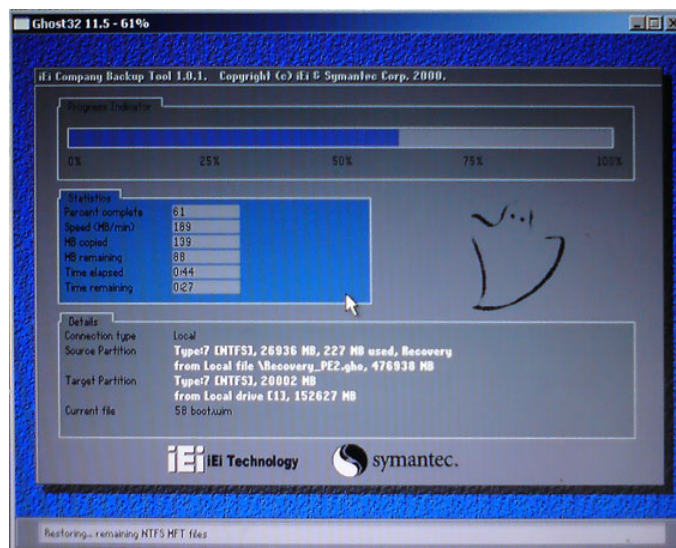 Ghost32 11.5 - 61%
iEi Company Backup Tool 1.0.1. Copyright (c) iEi & Symantec Corp. 2000.
Progress Indicator
0% 25% 50% 75% 100%
Statistics
Percent complete 61
Speed (MB/min) 189
MB copied 139
MB remaining 88
Time elapsed 0:44
Time remaining 0:27
Details
Connection type Local
Source Partition Type:7 [NTFS], 26936 MB, 227 MB used, Recovery
from Local file \Recovery_PE2.gho, 476938 MB
Target Partition Type:7 [NTFS], 20002 MB
from Local drive [1], 152627 MB
Current file 58 boot.wim
iEi iEi Technology symantec.
Restoring... remaining NTFS MFT files